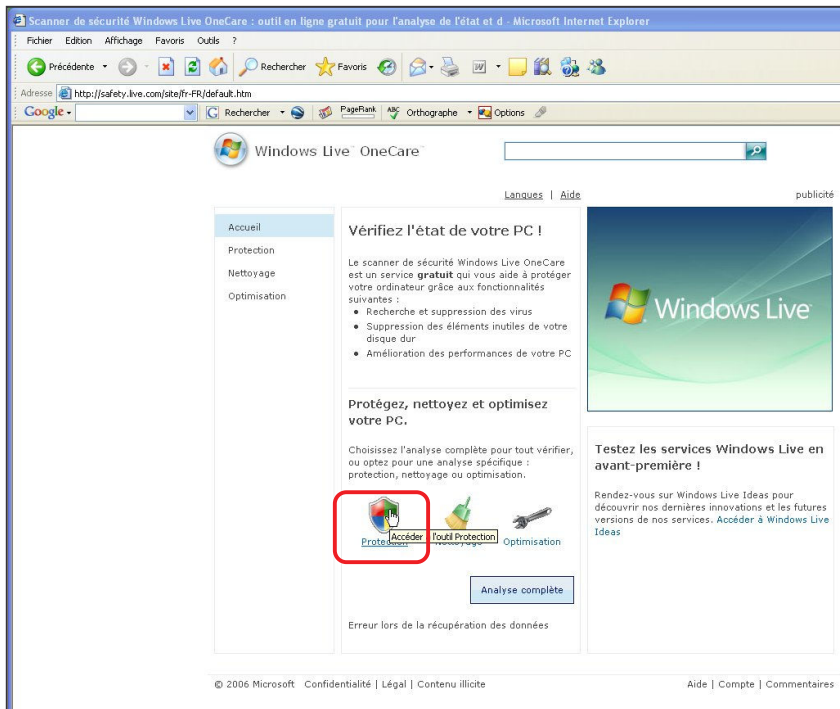 Scanner de sécurité Windows Live OneCare : outil en ligne gratuit pour l'analyse de l'état et d - Microsoft Internet Explorer
Fichier Edition Affichage Favoris Outils ?
Précédente Rechercher Favoris
Adresse http://safety.live.com/site/fr-FR/default.htm
Google Rechercher PageRank ABC Orthographe Options
Windows Live™ OneCare™
Langues | Aide
publicité
Accueil
Protection
Nettoyage
Optimisation
Vérifiez l'état de votre PC !
Le scanner de sécurité Windows Live OneCare
est un service gratuit qui vous aide à protéger
votre ordinateur grâce aux fonctionnalités
suivantes :
• Recherche et suppression des virus
• Suppression des éléments inutiles de votre
disque dur
• Amélioration des performances de votre PC
Protégez, nettoyez et optimisez
votre PC.
Choisissez l'analyse complète pour tout vérifier,
ou optez pour une analyse spécifique :
protection, nettoyage ou optimisation.
Accéder l'outil Protection
Protection Nettoyage Optimisation
Analyse complète
Erreur lors de la récupération des données
Windows Live™
Testez les services Windows Live en
avant-première !
Rendez-vous sur Windows Live Ideas pour
découvrir nos dernières innovations et les futures
versions de nos services. Accéder à Windows Live
Ideas
© 2006 Microsoft Confidentialité | Légal | Contenu illicite
Aide | Compte | Commentaires